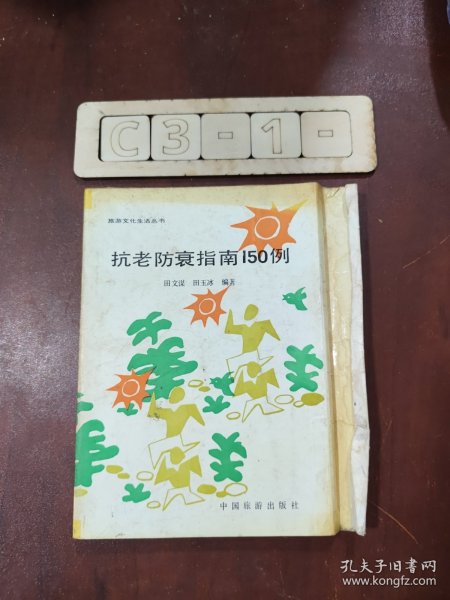 C3-1-
旅游文化生活丛书
抗老防衰指南150例
田文湜 田玉冰 编著
中国旅游出版社
孔夫子旧书网
www.kongfz.com